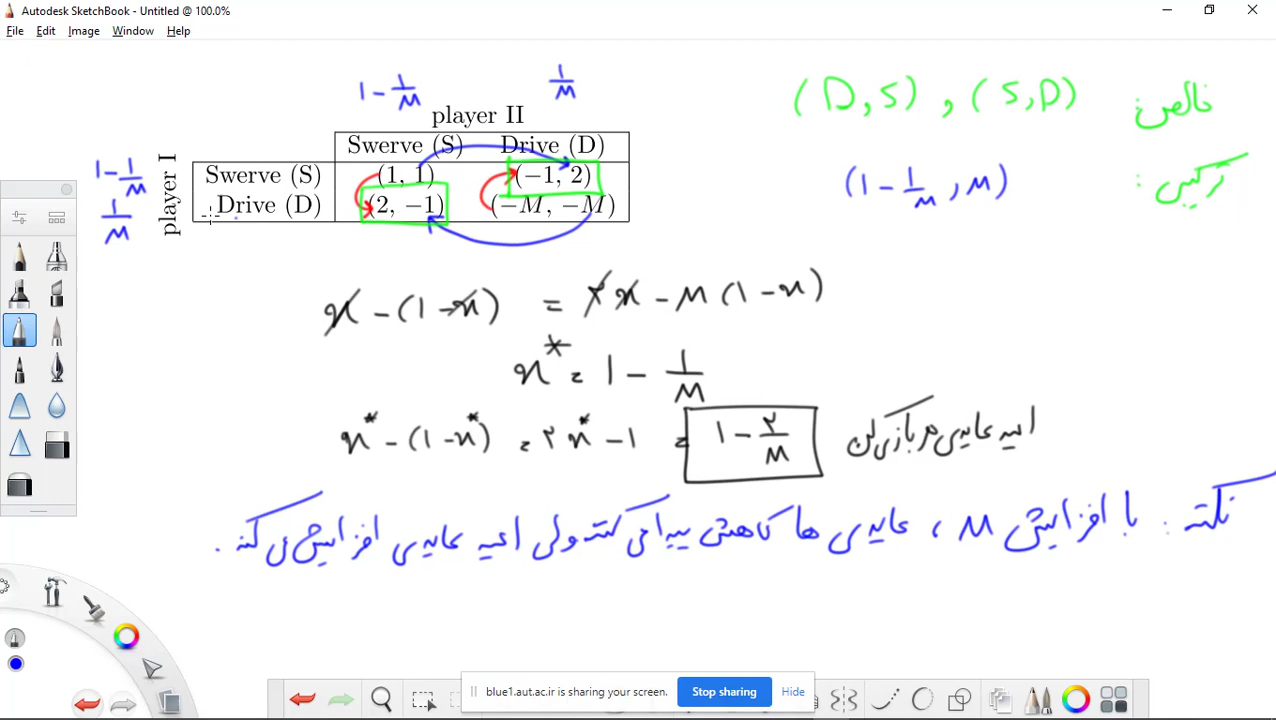 Autodesk SketchBook - Untitled @ 100.0%
File Edit Image Window Help
1 - 1/M    1/M
player II
Swerve (S) Drive (D)
player I
1 - 1/M Swerve (S) (1, 1) (−1, 2)
1/M Drive (D) (2, −1) (−M, −M)
خالص: (D,S) , (S,D)
ترکیبی: (1 - 1/M , M)
x - (1-x) = ۲x - M(1-x)
x* = 1 - 1/M
x* - (1-x*) = ۲x* - 1 = 1 - ۲/M امید عایدی هر بازیکن
نکته: با افزایش M، عایدی ها کاهش پیدا می کند ولی امید عایدی افزایش می کند.
blue1.aut.ac.ir is sharing your screen. Stop sharing Hide